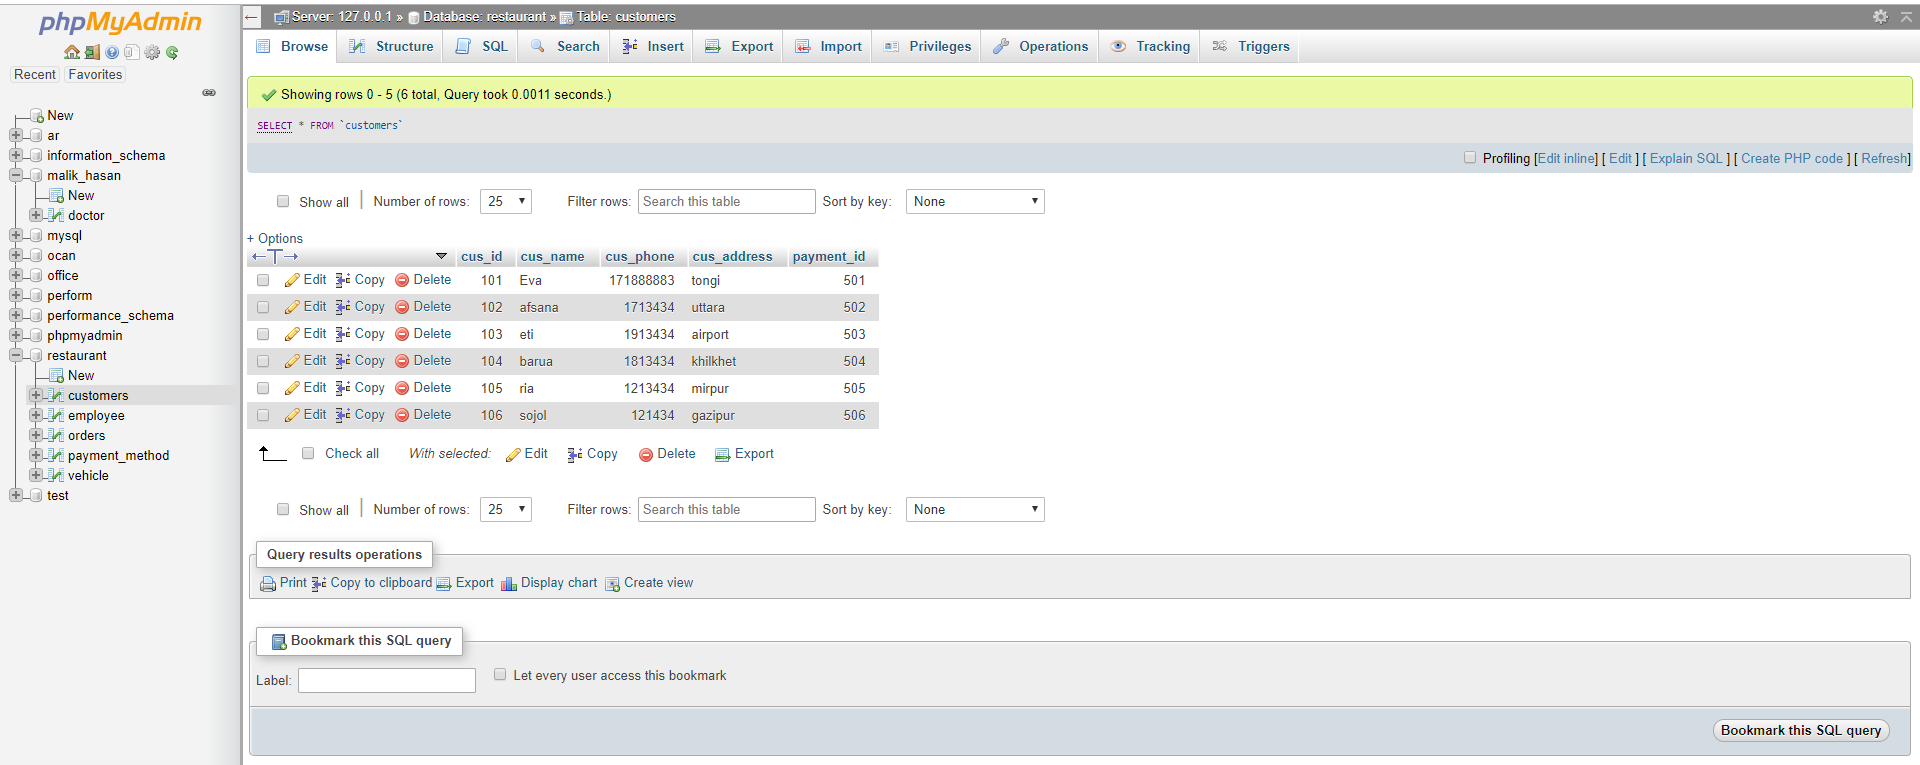 phpMyAdmin
Recent Favorites
New
ar
information_schema
malik_hasan
New
doctor
mysql
ocan
office
perform
performance_schema
phpmyadmin
restaurant
New
customers
employee
orders
payment_method
vehicle
test
Server: 127.0.0.1 » Database: restaurant » Table: customers
Browse Structure SQL Search Insert Export Import Privileges Operations Tracking Triggers
Showing rows 0 - 5 (6 total, Query took 0.0011 seconds.)
SELECT * FROM `customers`
Profiling [Edit inline] [ Edit ] [ Explain SQL ] [ Create PHP code ] [ Refresh]
Show all Number of rows: 25 Filter rows: Search this table Sort by key: None
+ Options
cus_id cus_name cus_phone cus_address payment_id
Edit Copy Delete 101 Eva 171888883 tongi 501
Edit Copy Delete 102 afsana 1713434 uttara 502
Edit Copy Delete 103 eti 1913434 airport 503
Edit Copy Delete 104 barua 1813434 khilkhet 504
Edit Copy Delete 105 ria 1213434 mirpur 505
Edit Copy Delete 106 sojol 121434 gazipur 506
Check all With selected: Edit Copy Delete Export
Show all Number of rows: 25 Filter rows: Search this table Sort by key: None
Query results operations
Print Copy to clipboard Export Display chart Create view
Bookmark this SQL query
Label: Let every user access this bookmark
Bookmark this SQL query